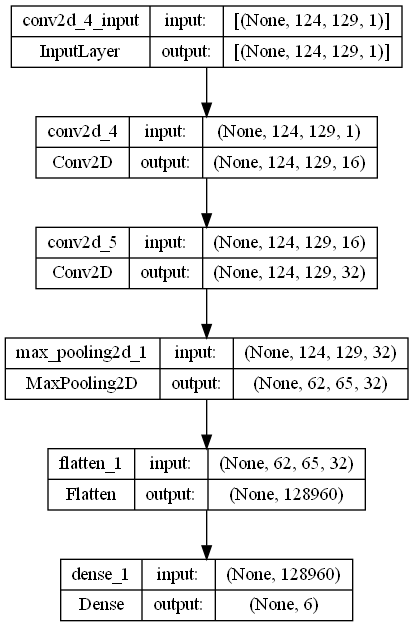 conv2d_4_input input: [(None, 124, 129, 1)]
InputLayer output: [(None, 124, 129, 1)]
conv2d_4 input: (None, 124, 129, 1)
Conv2D output: (None, 124, 129, 16)
conv2d_5 input: (None, 124, 129, 16)
Conv2D output: (None, 124, 129, 32)
max_pooling2d_1 input: (None, 124, 129, 32)
MaxPooling2D output: (None, 62, 65, 32)
flatten_1 input: (None, 62, 65, 32)
Flatten output: (None, 128960)
dense_1 input: (None, 128960)
Dense output: (None, 6)